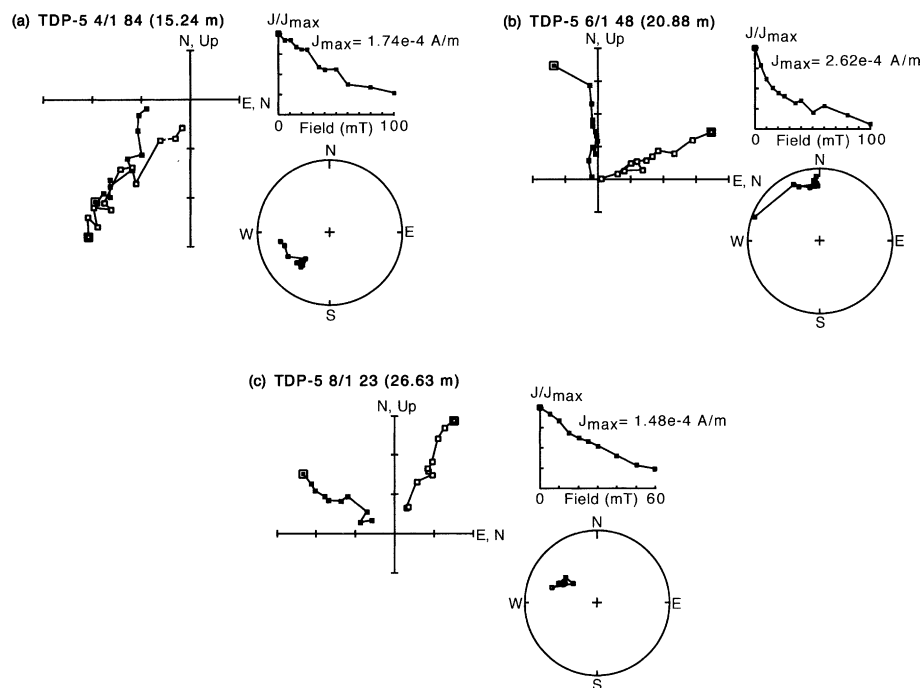 (a) TDP-5 4/1 84 (15.24 m)
N, Up
E, N
J/Jmax
Jmax= 1.74e-4 A/m
0 Field (mT) 100
N
W
E
S
(b) TDP-5 6/1 48 (20.88 m)
N, Up
E, N
J/Jmax
Jmax= 2.62e-4 A/m
0 Field (mT) 100
N
W
E
S
(c) TDP-5 8/1 23 (26.63 m)
N, Up
E, N
J/Jmax
Jmax= 1.48e-4 A/m
0 Field (mT) 60
N
W
E
S